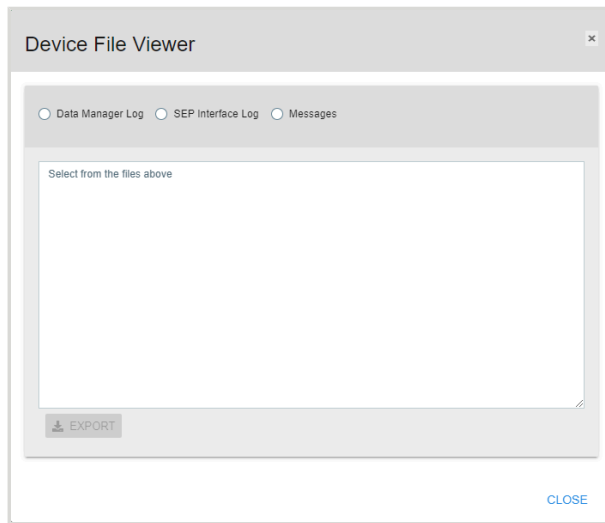 Device File Viewer
Data Manager Log SEP Interface Log Messages
Select from the files above
EXPORT
CLOSE